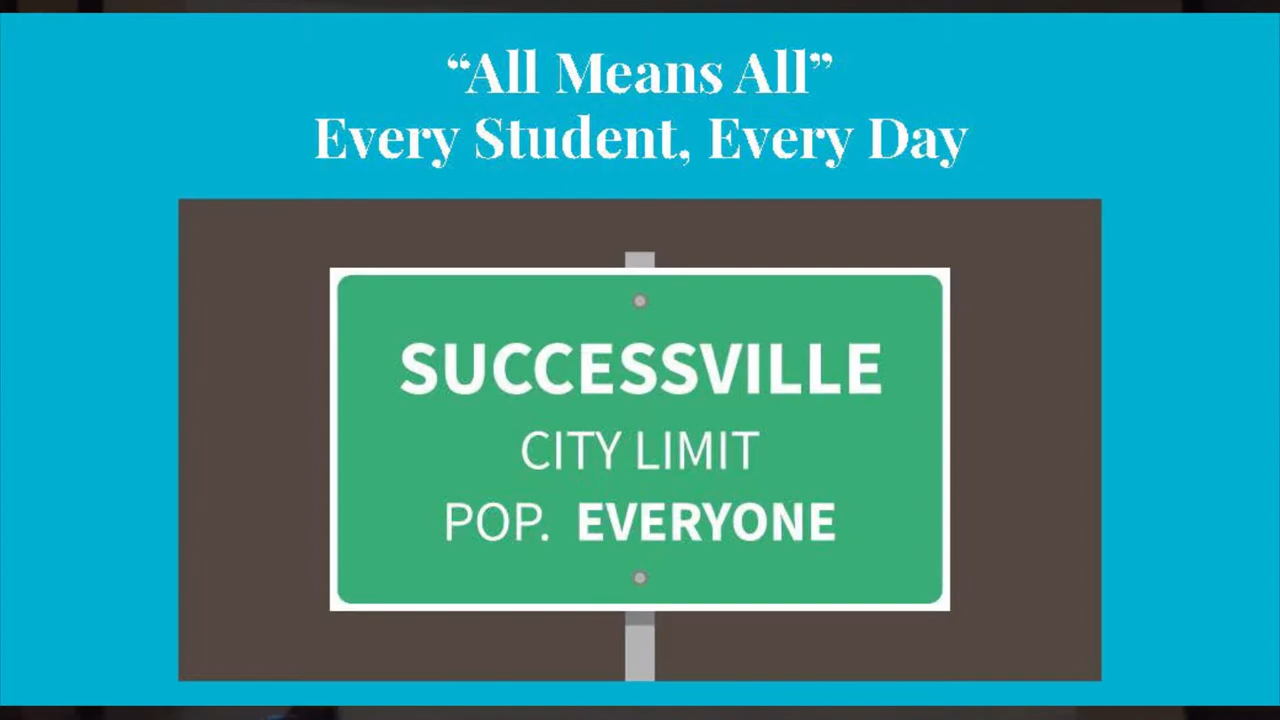 “All Means All”
Every Student, Every Day
SUCCESSVILLE
CITY LIMIT
POP. EVERYONE